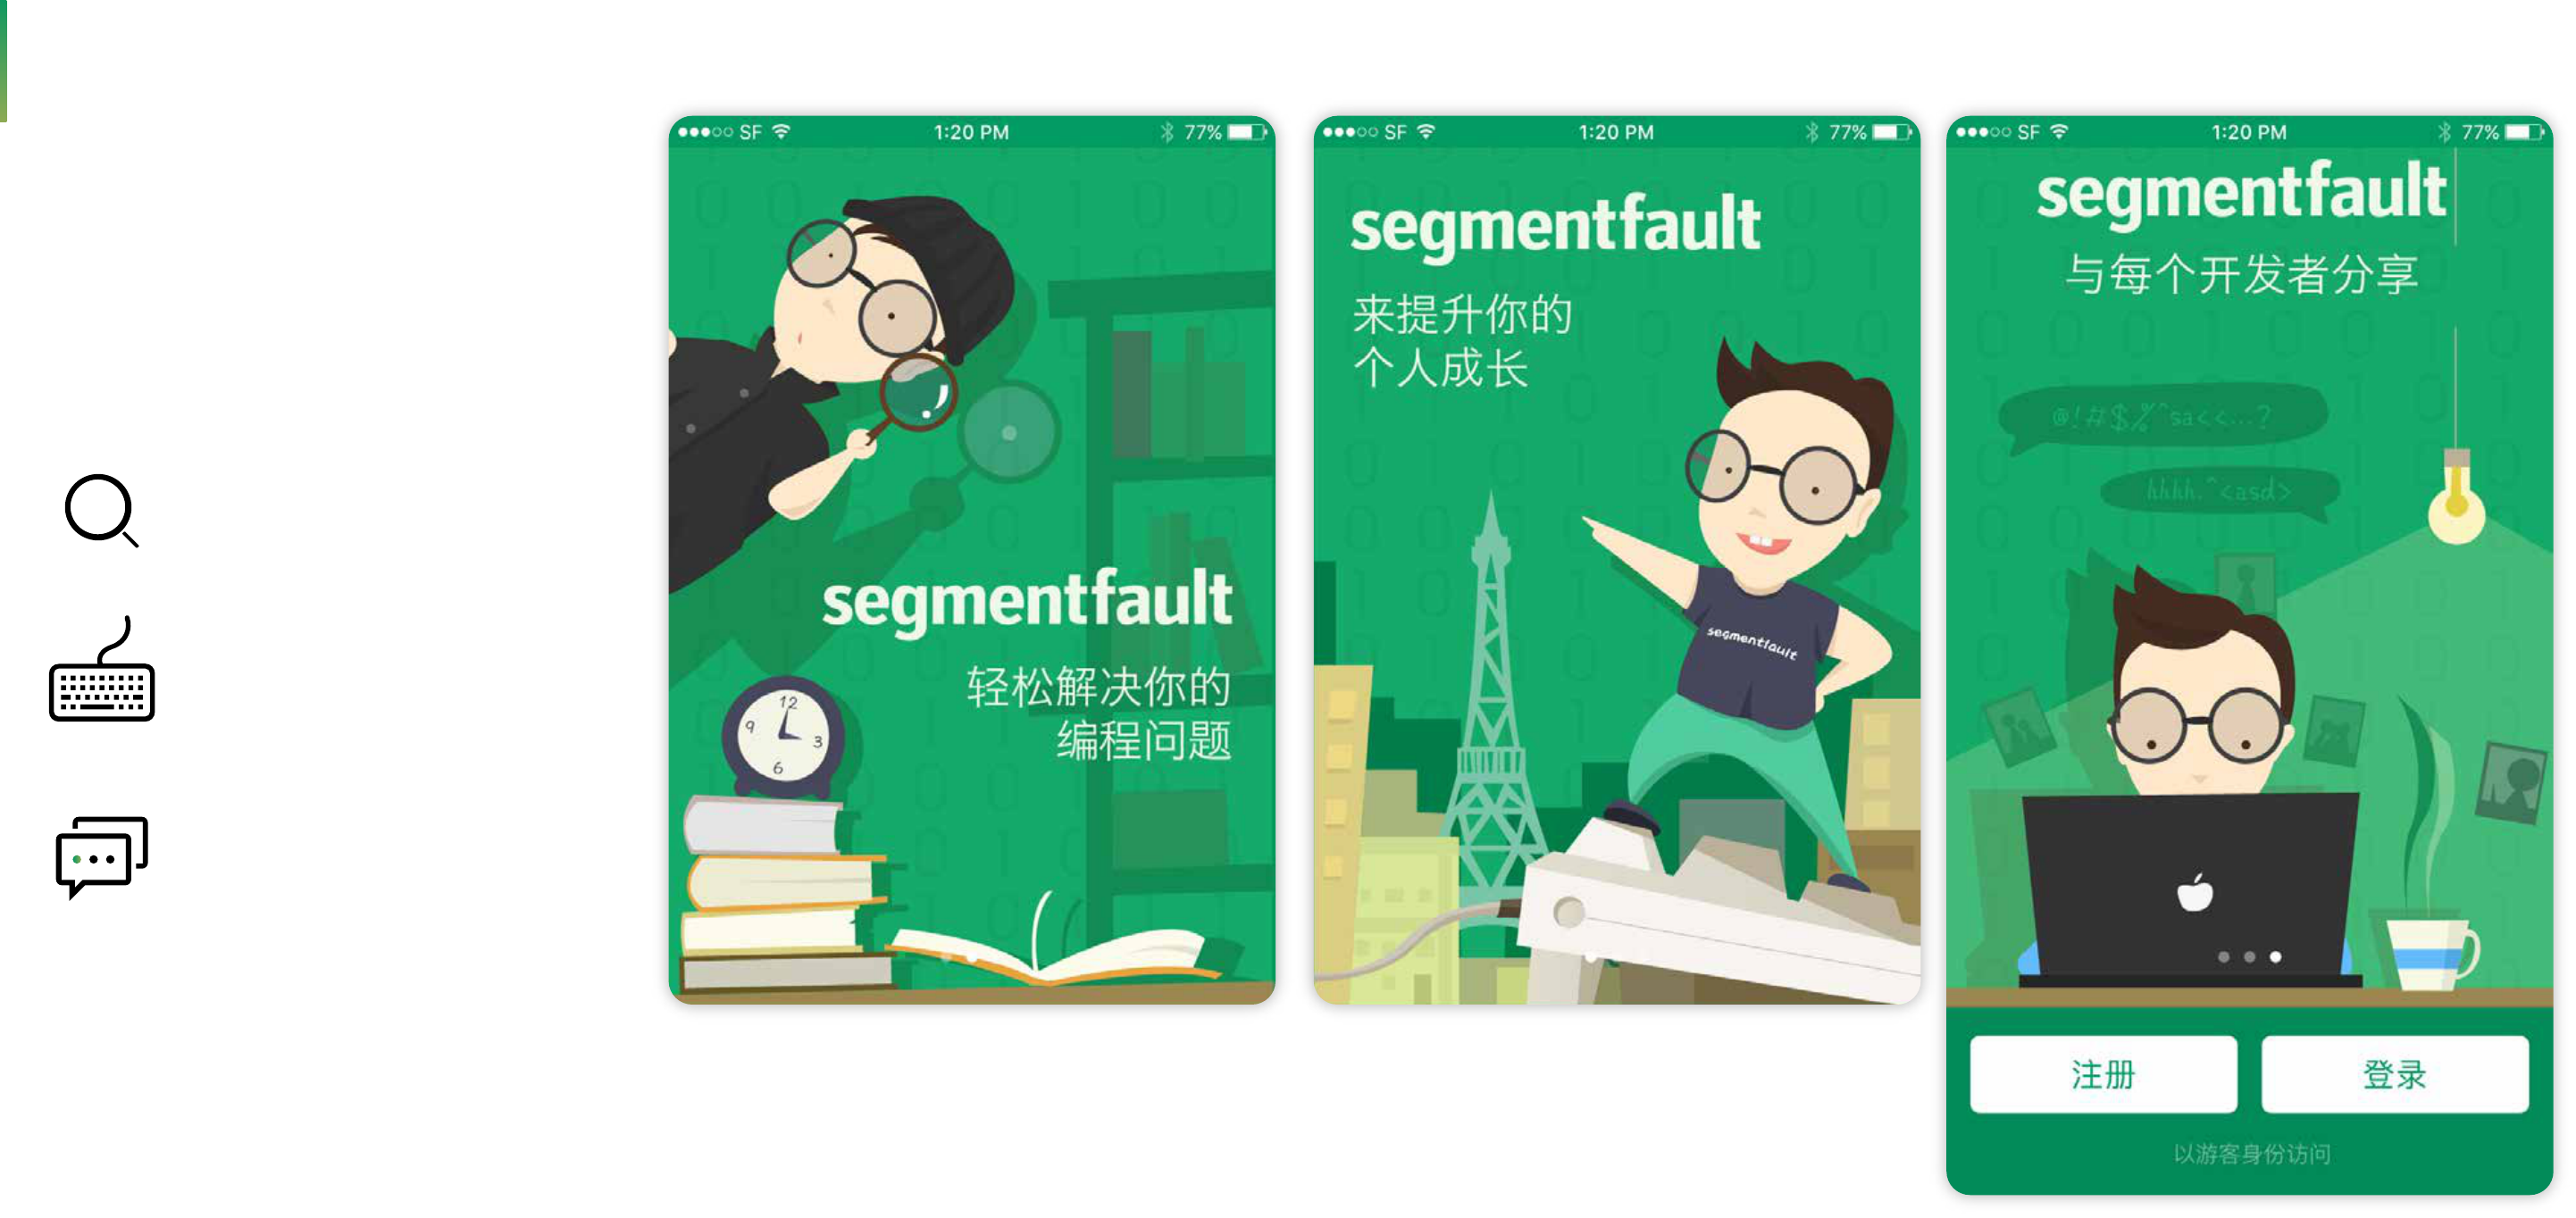 SF 1:20 PM 77%
segmentfault
轻松解决你的
编程问题
12
9
3
6
SF 1:20 PM 77%
segmentfault
来提升你的
个人成长
segmentfault
SF 1:20 PM 77%
segmentfault
与每个开发者分享
@!#$%^sa<<...?
hhhh.^<asd>
注册
登录
以游客身份访问